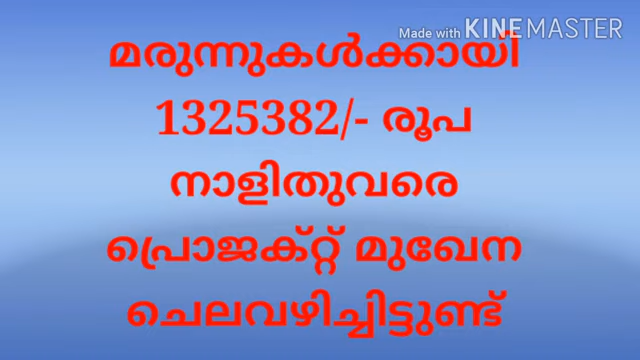 Made with KINEMASTER
മരുന്നുകൾക്കായി
1325382/- രൂപ
നാളിതുവരെ
പ്രൊജക്റ്റ് മുഖേന
ചെലവഴിച്ചിട്ടുണ്ട്